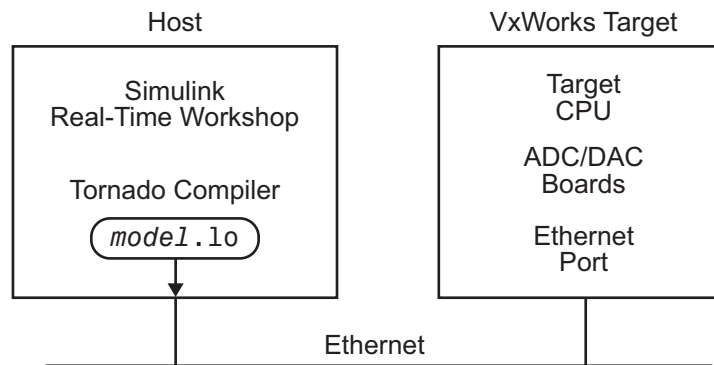 Host
Simulink
Real-Time Workshop
Tornado Compiler
model.lo
VxWorks Target
Target
CPU
ADC/DAC
Boards
Ethernet
Port
Ethernet